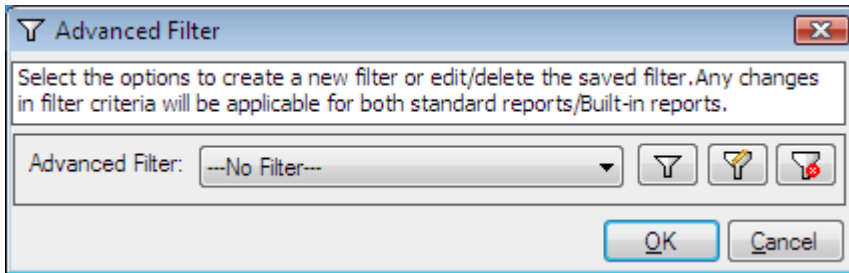 Advanced Filter
Select the options to create a new filter or edit/delete the saved filter.Any changes
in filter criteria will be applicable for both standard reports/Built-in reports.
Advanced Filter: ---No Filter---
OK Cancel